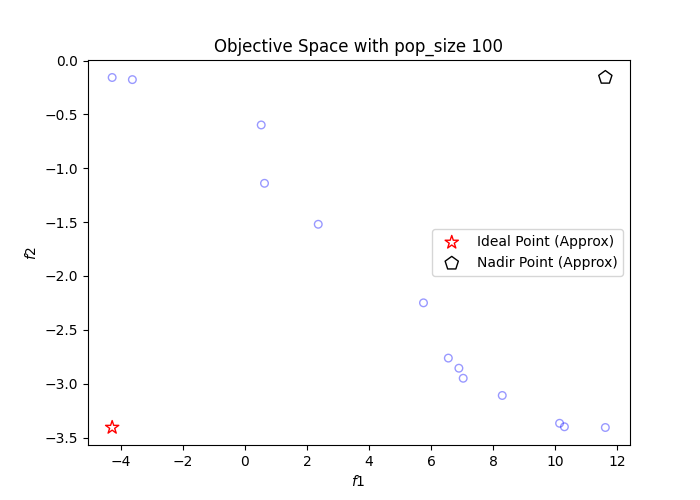 Objective Space with pop_size 100
0.0
−0.5
−1.0
−1.5
−2.0
−2.5
−3.0
−3.5
f2
Ideal Point (Approx)
Nadir Point (Approx)
−4 −2 0 2 4 6 8 10 12
f1